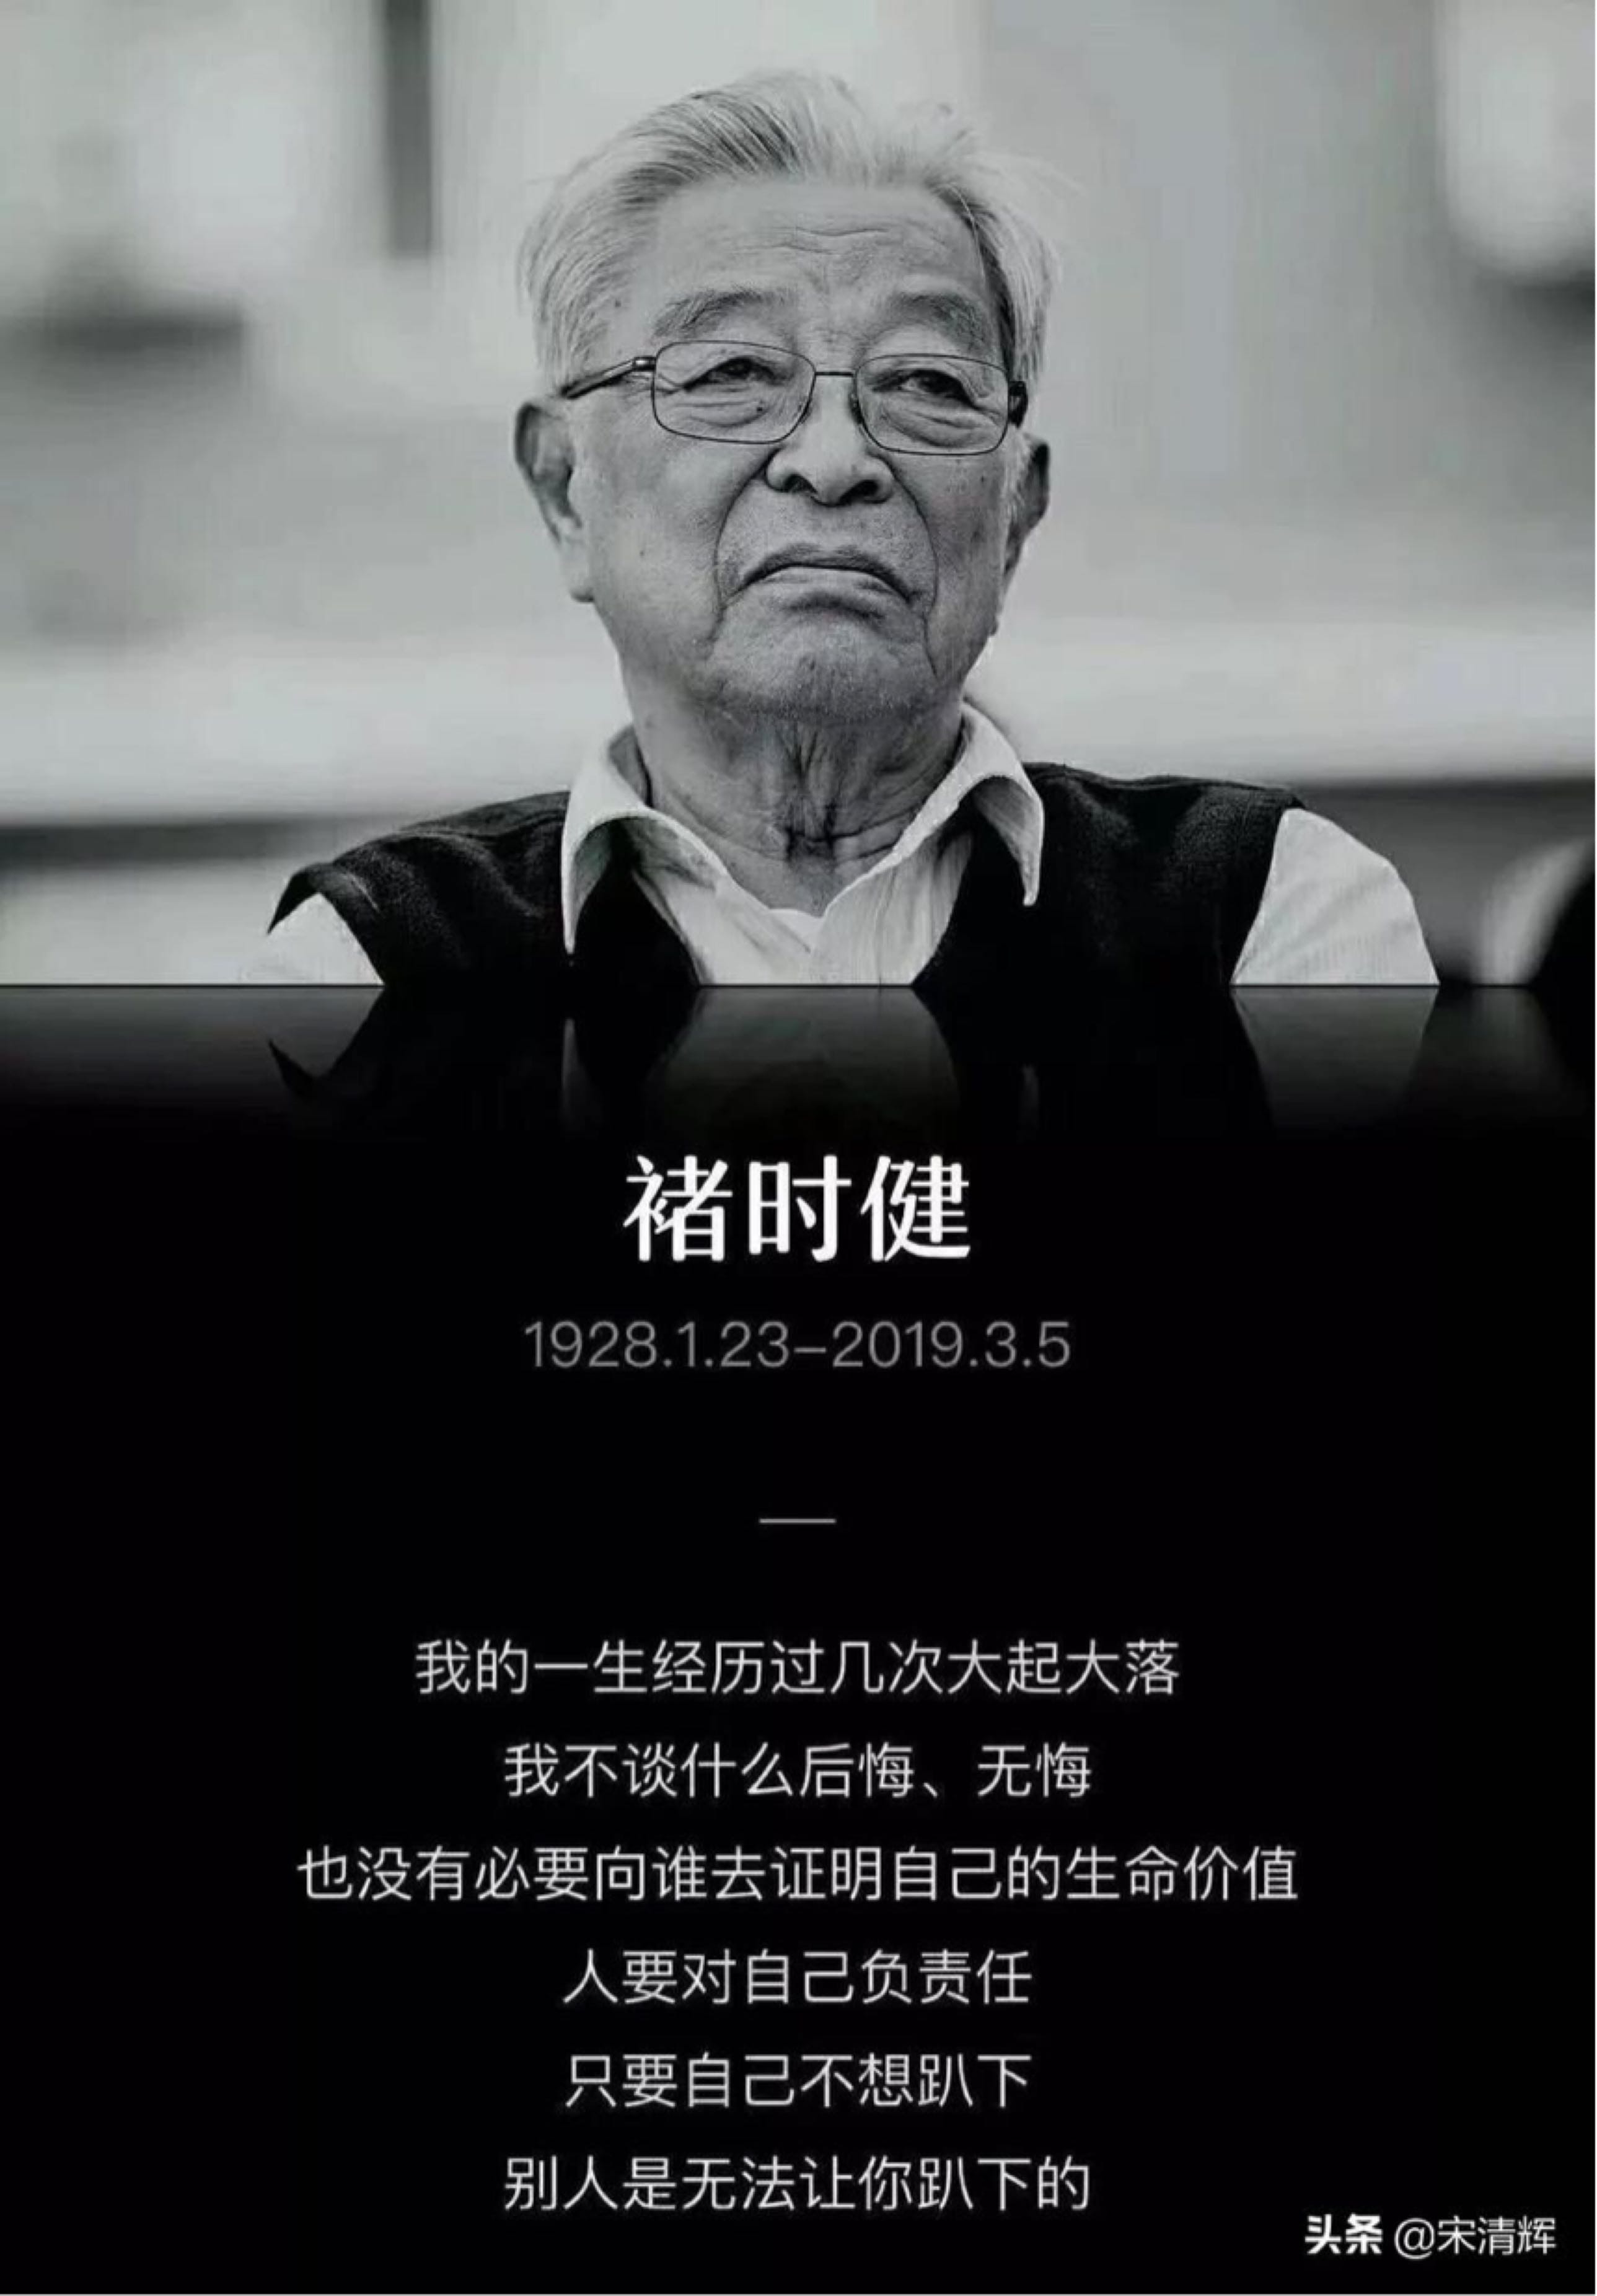 褚时健
1928.1.23–2019.3.5
我的一生经历过几次大起大落
我不谈什么后悔、无悔
也没有必要向谁去证明自己的生命价值
人要对自己负责任
只要自己不想趴下
别人是无法让你趴下的
头条 @宋清辉